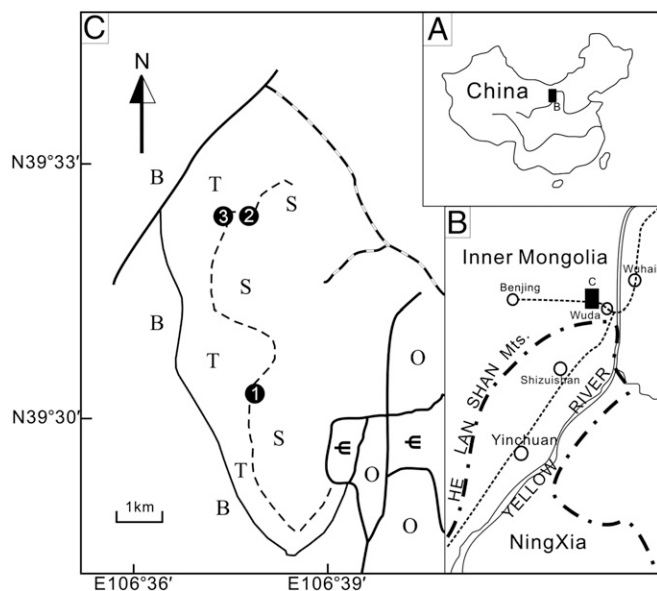 C
N
N39°33′
B
T
3
2
S
B
S
T
1
N39°30′
S
T
B
O
O
O
1km
E106°36′
E106°39′
A
China
B
B
Inner Mongolia
Benjing
C
Wuhai
Wuda
HE LAN SHAN Mts.
Shizuishan
Yinchuan
YELLOW RIVER
NingXia